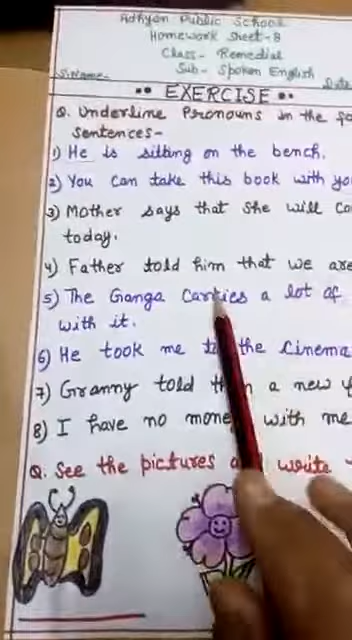 Adhyan Public School
Homework Sheet-8
Class- Remedial
S.Name- Sub- Spoken English Date
•• EXERCISE ••
Q. Underline Pronouns in the
sentences-
1) He is sitting on the bench.
2) You can take this book with
3) Mother says that she will
today.
4) Father told him that we are
5) The Ganga carries a lot of
with it.
6) He took me to the Cinema
7) Granny told a new
8) I have no money with me
Q. See the pictures write